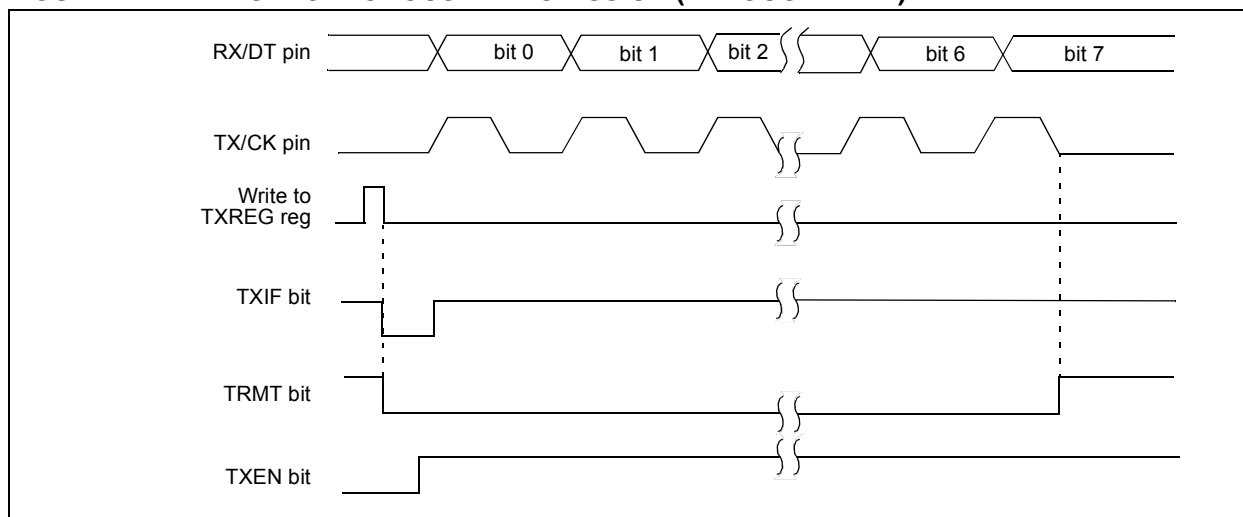 RX/DT pin
bit 0
bit 1
bit 2
bit 6
bit 7
TX/CK pin
Write to
TXREG reg
TXIF bit
TRMT bit
TXEN bit